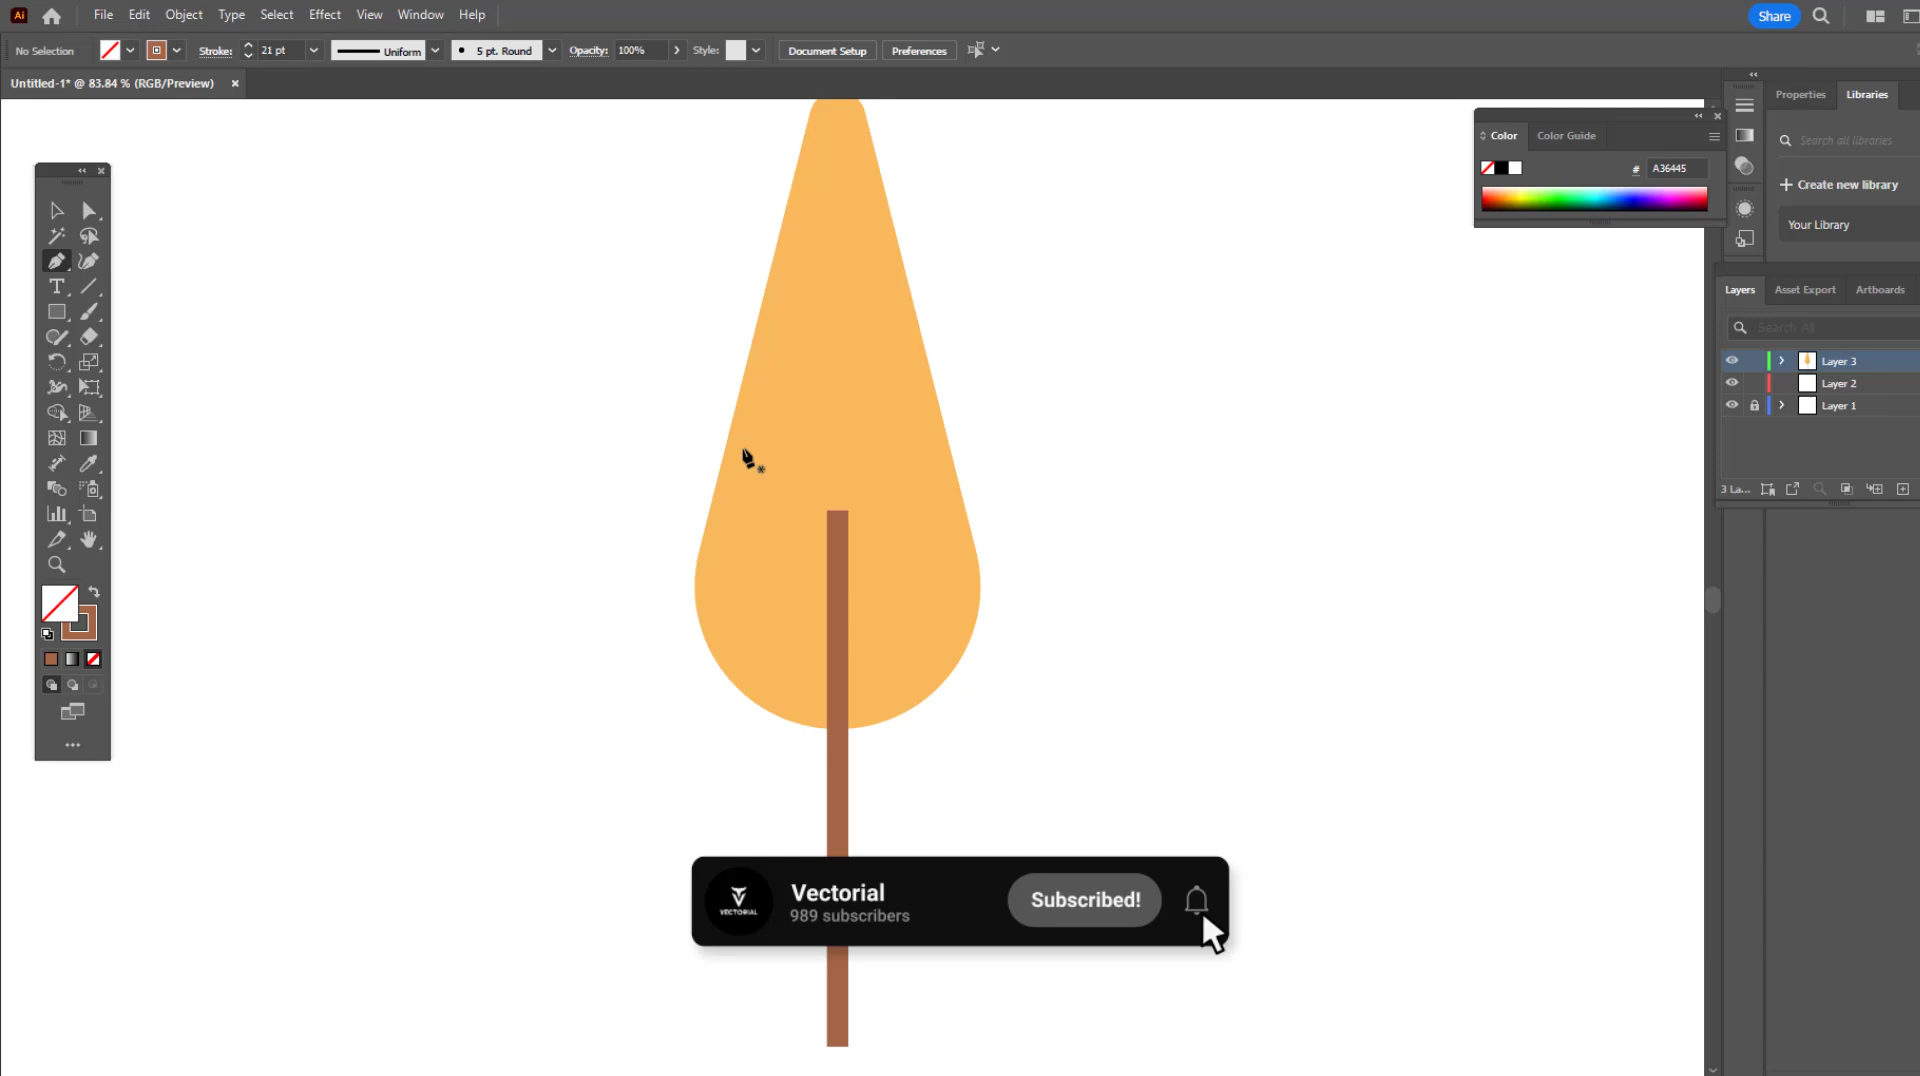 Ai File Edit Object Type Select Effect View Window Help Share
No Selection Stroke: 21 pt Uniform 5 pt. Round Opacity: 100% Style: Document Setup Preferences
Untitled-1* @ 83.84 % (RGB/Preview) ×
Properties Libraries
Color Color Guide
Search all libraries
# A36445
Create new library
Your Library
Layers Asset Export Artboards
Search All
Layer 3
Layer 2
Layer 1
3 La...
Vectorial
989 subscribers
VECTORIAL
Subscribed!